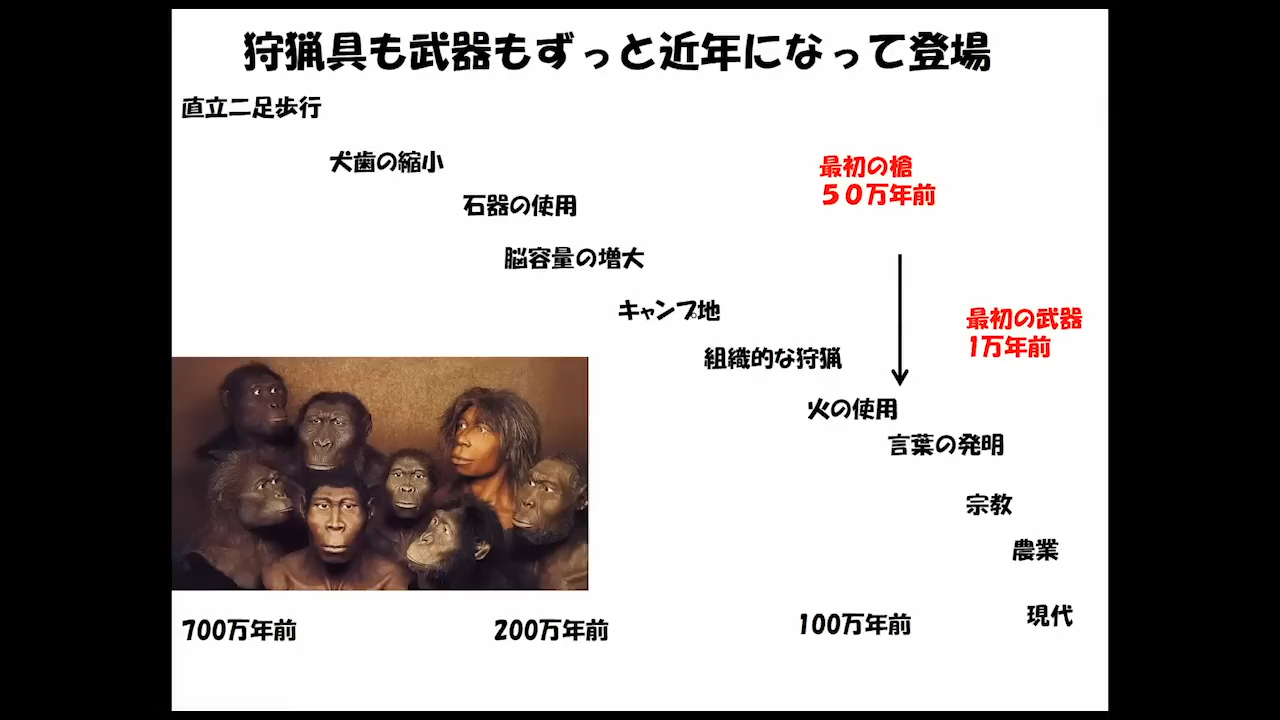 狩猟具も武器もずっと近年になって登場
直立二足歩行
犬歯の縮小
最初の槍
５０万年前
石器の使用
脳容量の増大
キャンプ地
最初の武器
1万年前
組織的な狩猟
火の使用
言葉の発明
宗教
農業
現代
700万年前
200万年前
100万年前